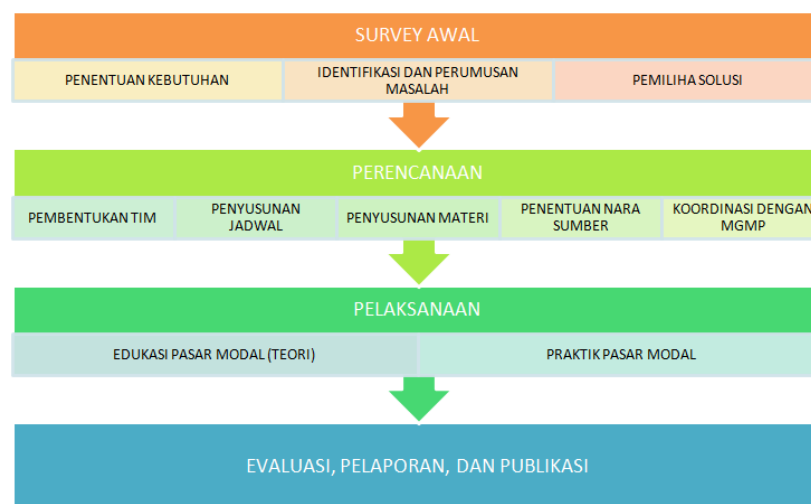 SURVEY AWAL
PENENTUAN KEBUTUHAN
IDENTIFIKASI DAN PERUMUSAN
MASALAH
PEMILIHA SOLUSI
PERENCANAAN
PEMBENTUKAN TIM
PENYUSUNAN
JADWAL
PENYUSUNAN MATERI
PENENTUAN NARA
SUMBER
KOORDINASI DENGAN
MGMP
PELAKSANAAN
EDUKASI PASAR MODAL (TEORI)
PRAKTIK PASAR MODAL
EVALUASI, PELAPORAN, DAN PUBLIKASI